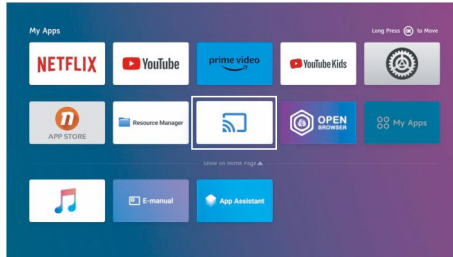 My Apps
Long Press OK to Move
NETFLIX
YouTube
prime video
YouTube Kids
n
APP STORE
Resource Manager
OPEN
BROWSER
My Apps
Show on Home Page
E-manual
App Assistant